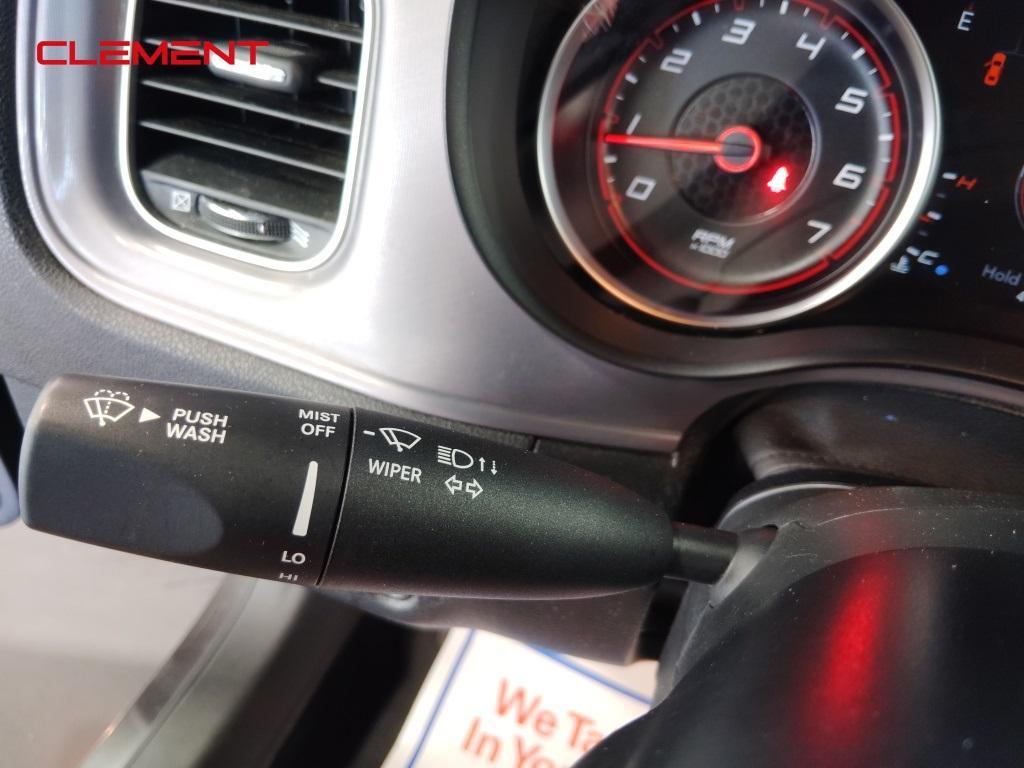 CLEMENT
0
1
2
3
4
5
6
7
RPM
x1000
E
H
C
Hold
PUSH
WASH
MIST
OFF
WIPER
LO
HI
We Ta
In Yo